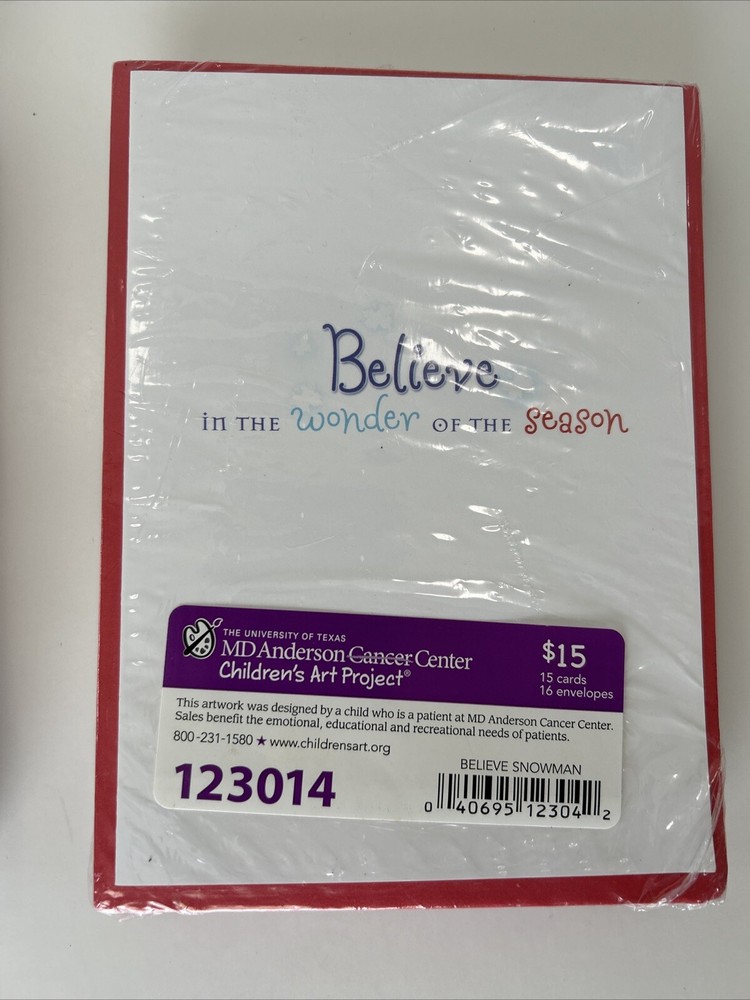 Believe
in THE wonder OF THE season
THE UNIVERSITY OF TEXAS
MD Anderson Cancer Center
Children's Art Project®
$15
15 cards
16 envelopes
This artwork was designed by a child who is a patient at MD Anderson Cancer Center.
Sales benefit the emotional, educational and recreational needs of patients.
800-231-1580 ★ www.childrensart.org
123014
BELIEVE SNOWMAN
0 40695 12304 2